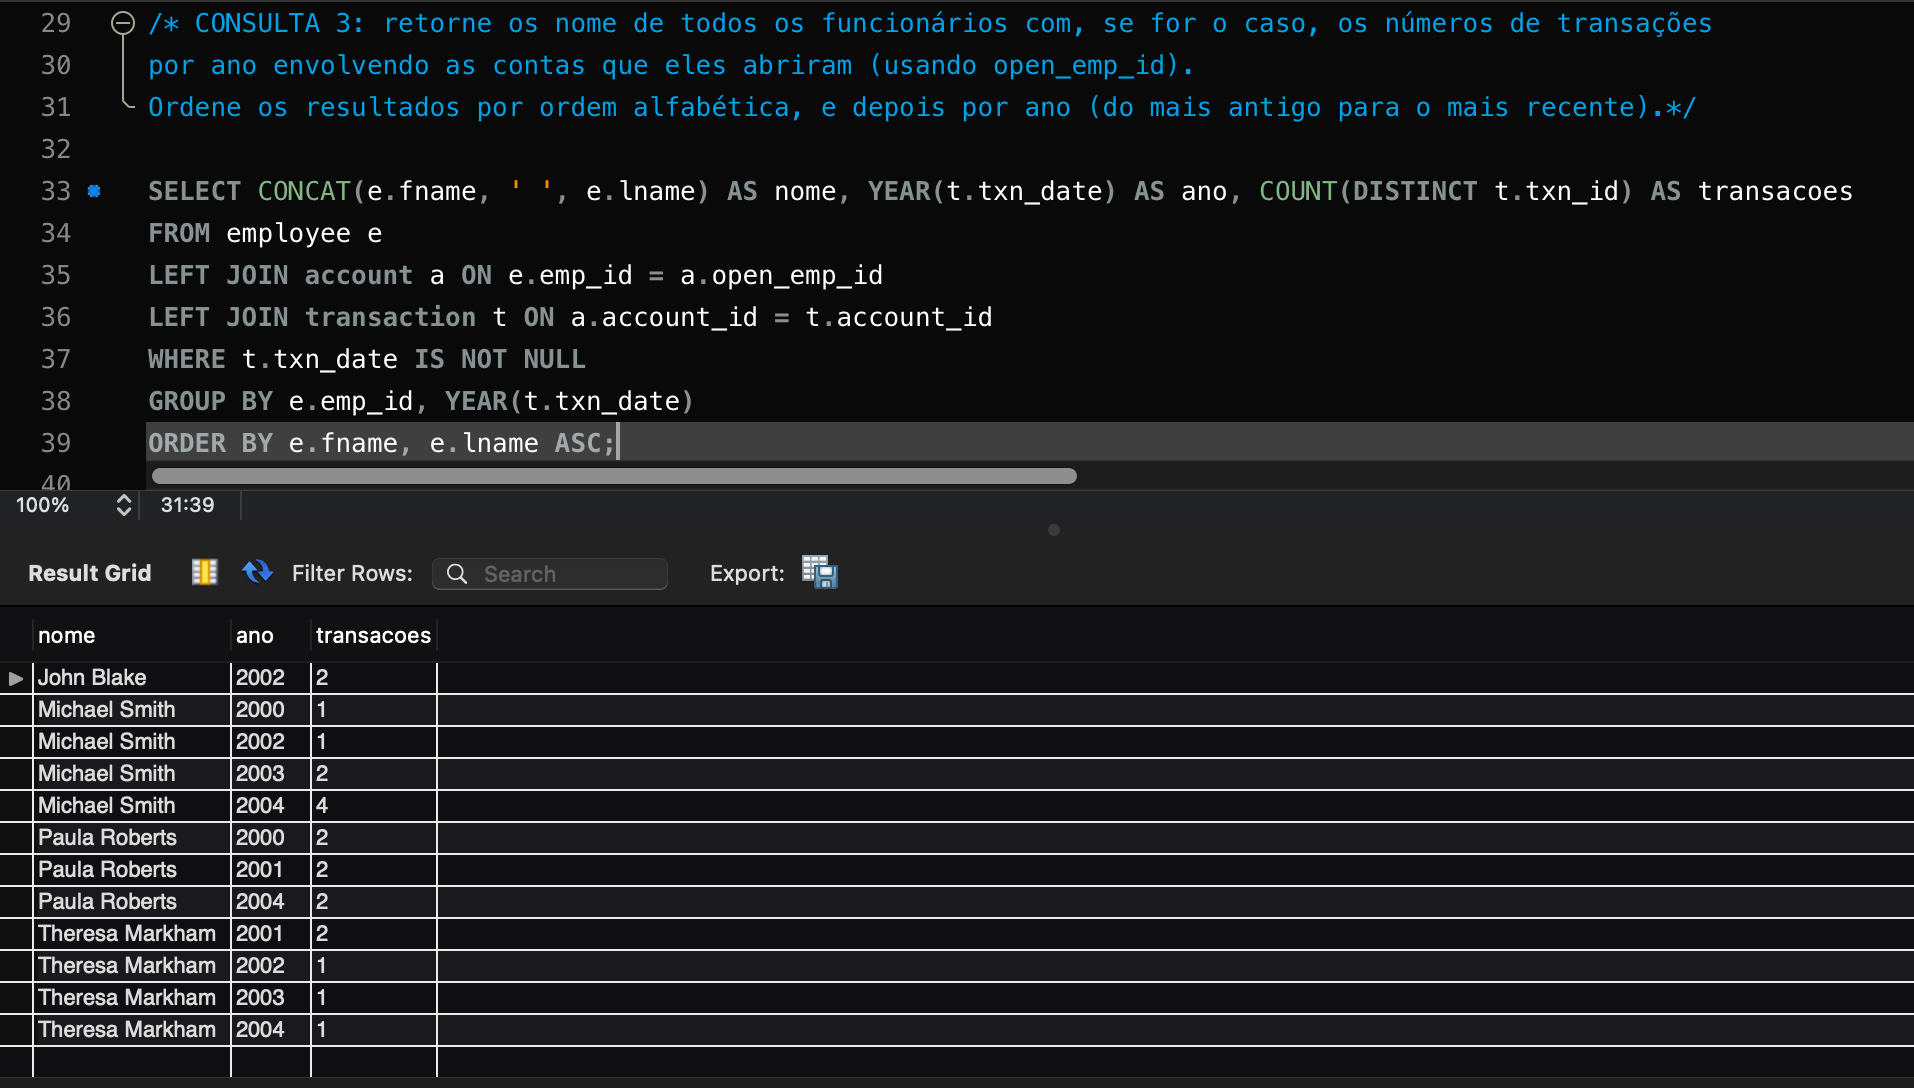 29 /* CONSULTA 3: retorne os nome de todos os funcionários com, se for o caso, os números de transações
30 por ano envolvendo as contas que eles abriram (usando open_emp_id).
31 Ordene os resultados por ordem alfabética, e depois por ano (do mais antigo para o mais recente).*/
32
33 SELECT CONCAT(e.fname, ' ', e.lname) AS nome, YEAR(t.txn_date) AS ano, COUNT(DISTINCT t.txn_id) AS transacoes
34 FROM employee e
35 LEFT JOIN account a ON e.emp_id = a.open_emp_id
36 LEFT JOIN transaction t ON a.account_id = t.account_id
37 WHERE t.txn_date IS NOT NULL
38 GROUP BY e.emp_id, YEAR(t.txn_date)
39 ORDER BY e.fname, e.lname ASC;
40
100% 31:39
Result Grid Filter Rows: Search Export:
nome ano transacoes
John Blake 2002 2
Michael Smith 2000 1
Michael Smith 2002 1
Michael Smith 2003 2
Michael Smith 2004 4
Paula Roberts 2000 2
Paula Roberts 2001 2
Paula Roberts 2004 2
Theresa Markham 2001 2
Theresa Markham 2002 1
Theresa Markham 2003 1
Theresa Markham 2004 1